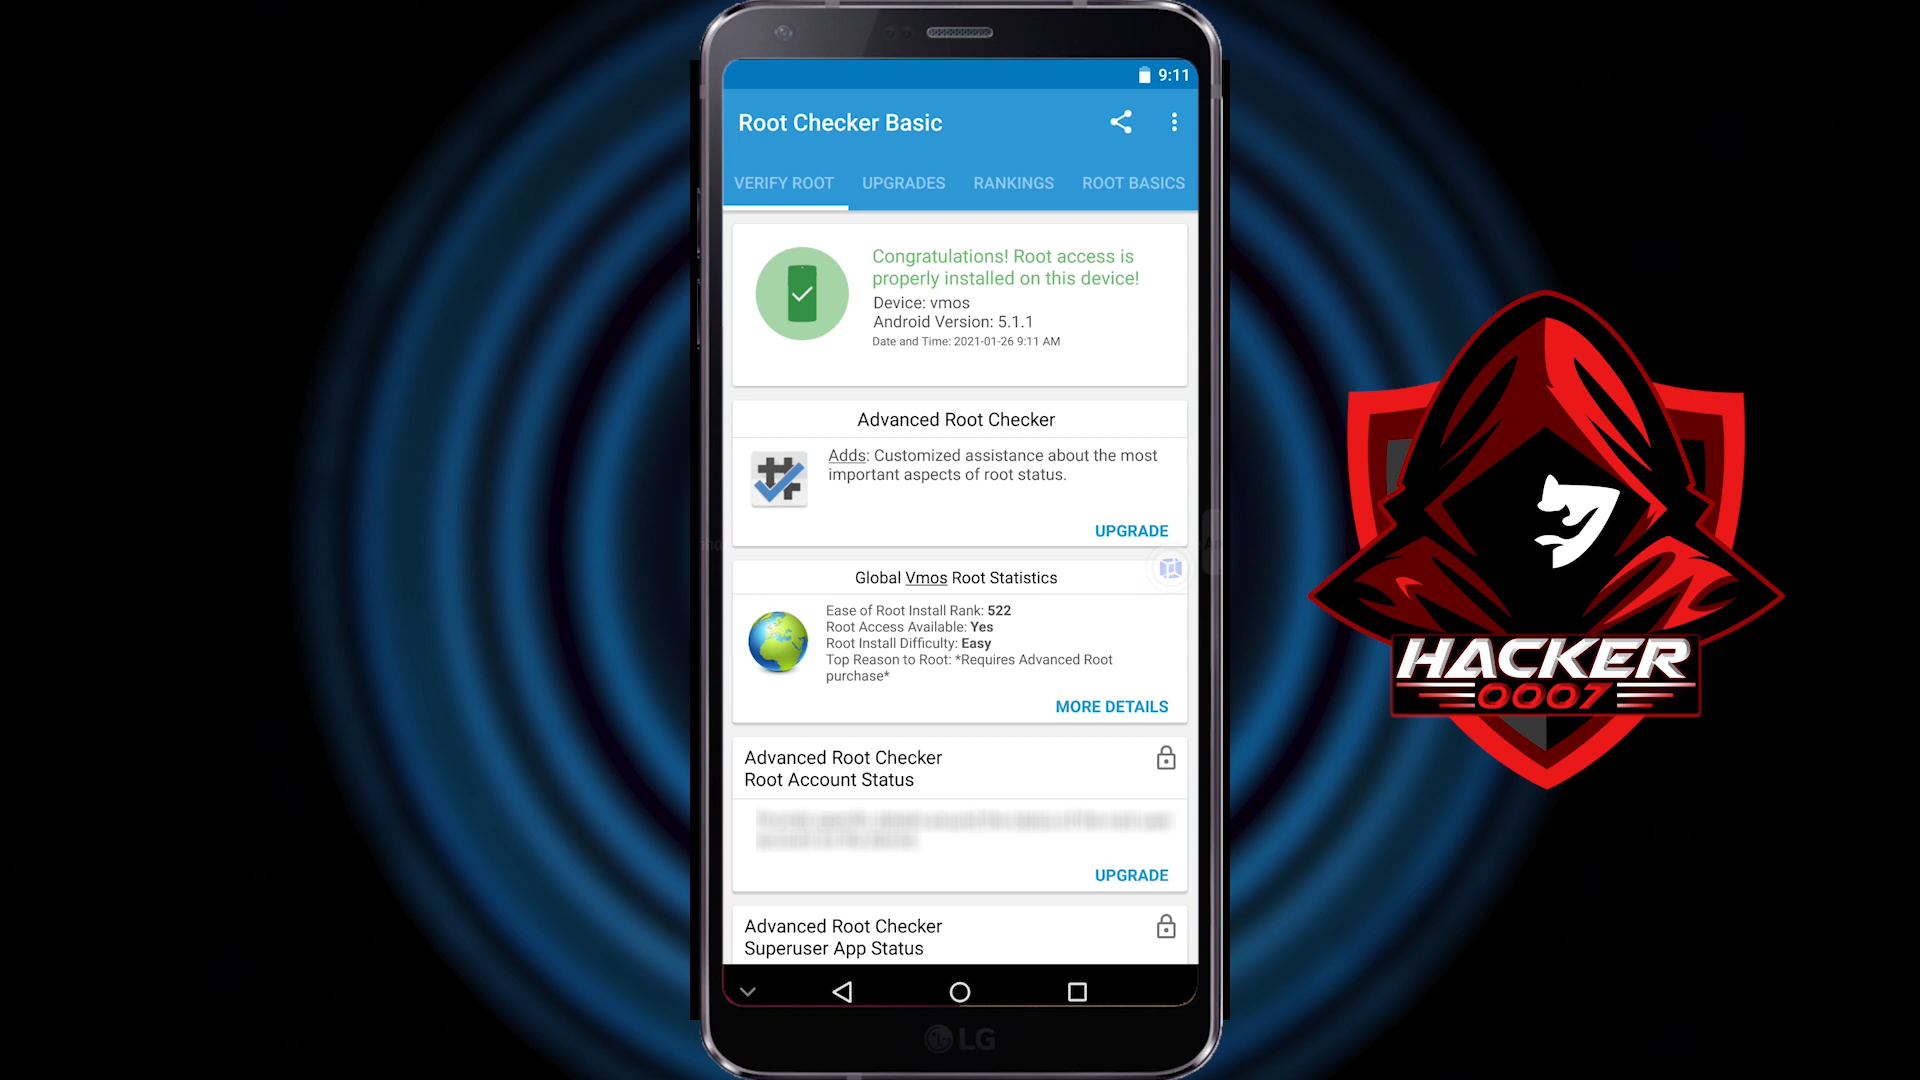 9:11
Root Checker Basic
VERIFY ROOT UPGRADES RANKINGS ROOT BASICS
Congratulations! Root access is
properly installed on this device!
Device: vmos
Android Version: 5.1.1
Date and Time: 2021-01-26 9:11 AM
Advanced Root Checker
Adds: Customized assistance about the most
important aspects of root status.
UPGRADE
Global Vmos Root Statistics
Ease of Root Install Rank: 522
Root Access Available: Yes
Root Install Difficulty: Easy
Top Reason to Root: *Requires Advanced Root
purchase*
MORE DETAILS
Advanced Root Checker
Root Account Status
UPGRADE
Advanced Root Checker
Superuser App Status
LG
HACKER
0007